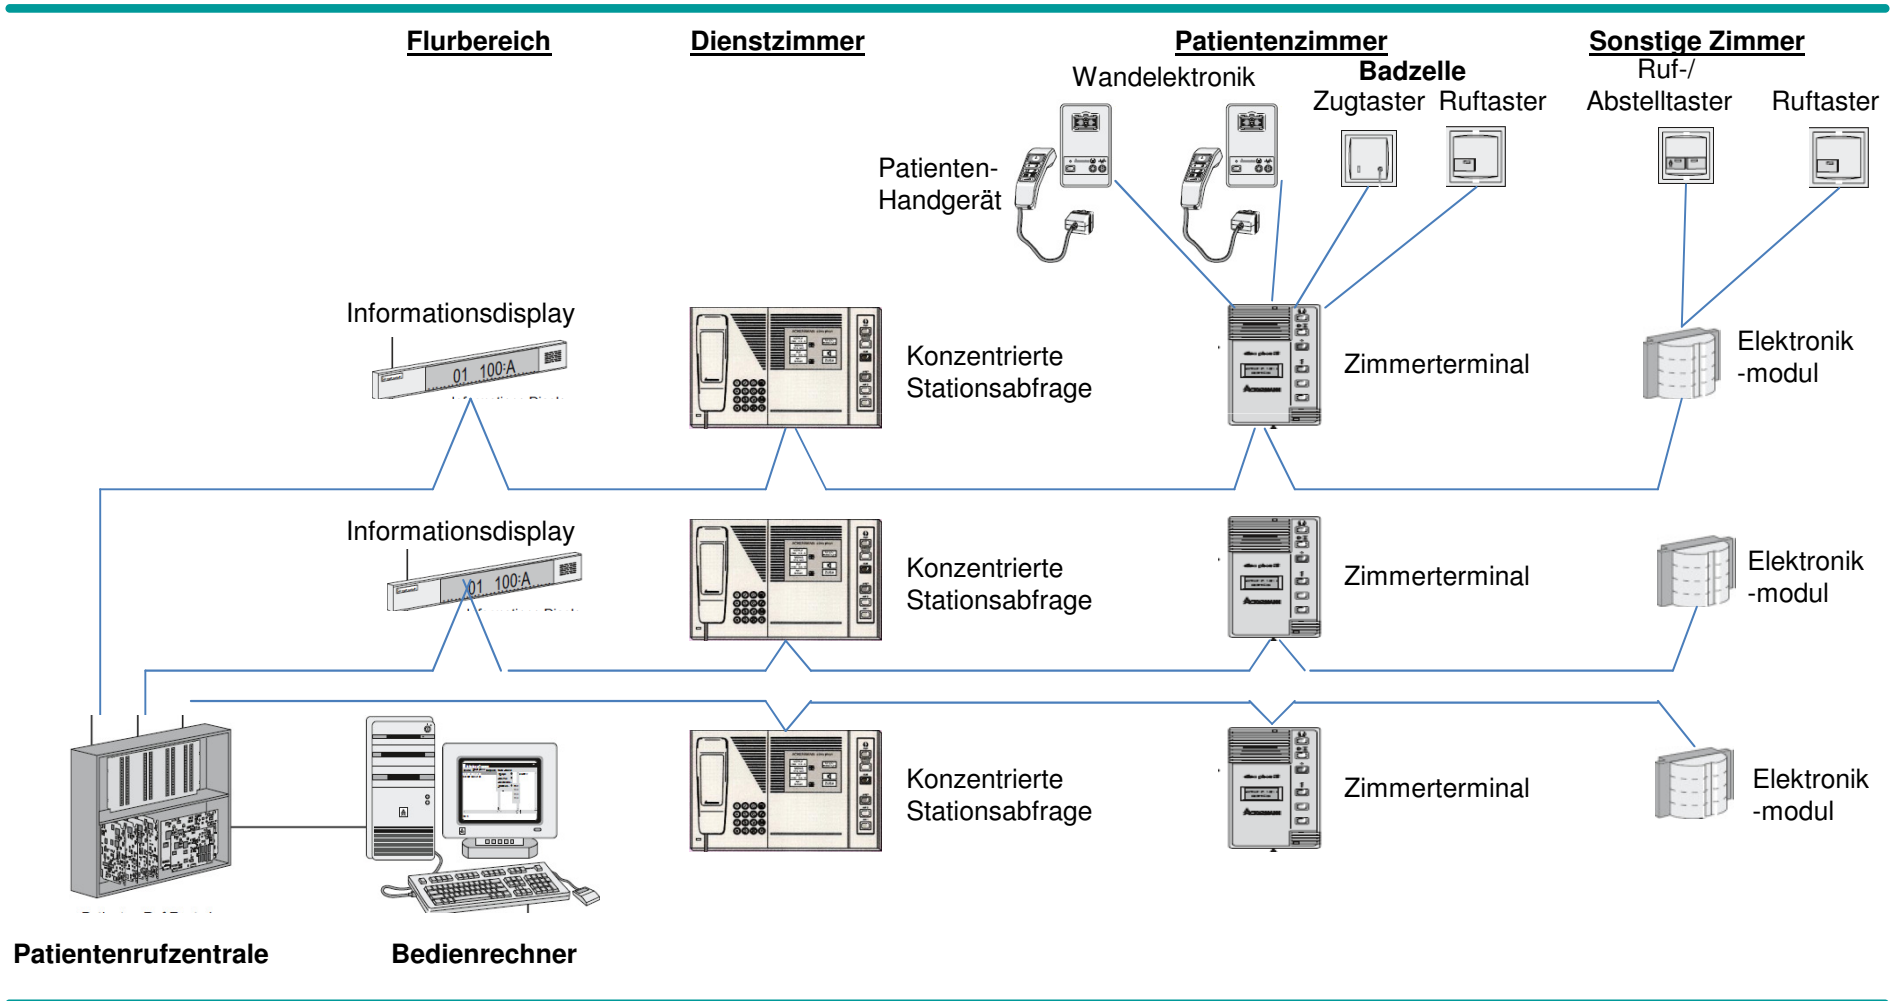 Flurbereich
Dienstzimmer
Patientenzimmer
Sonstige Zimmer
Wandelektronik
Badzelle
Zugtaster Ruftaster
Ruf-/
Abstelltaster
Ruftaster
Patienten-
Handgerät
Informationsdisplay
01 100:A
Konzentrierte
Stationsabfrage
Zimmerterminal
Elektronik
-modul
Informationsdisplay
01 100:A
Konzentrierte
Stationsabfrage
Zimmerterminal
Elektronik
-modul
Konzentrierte
Stationsabfrage
Zimmerterminal
Elektronik
-modul
Patientenrufzentrale
Bedienrechner